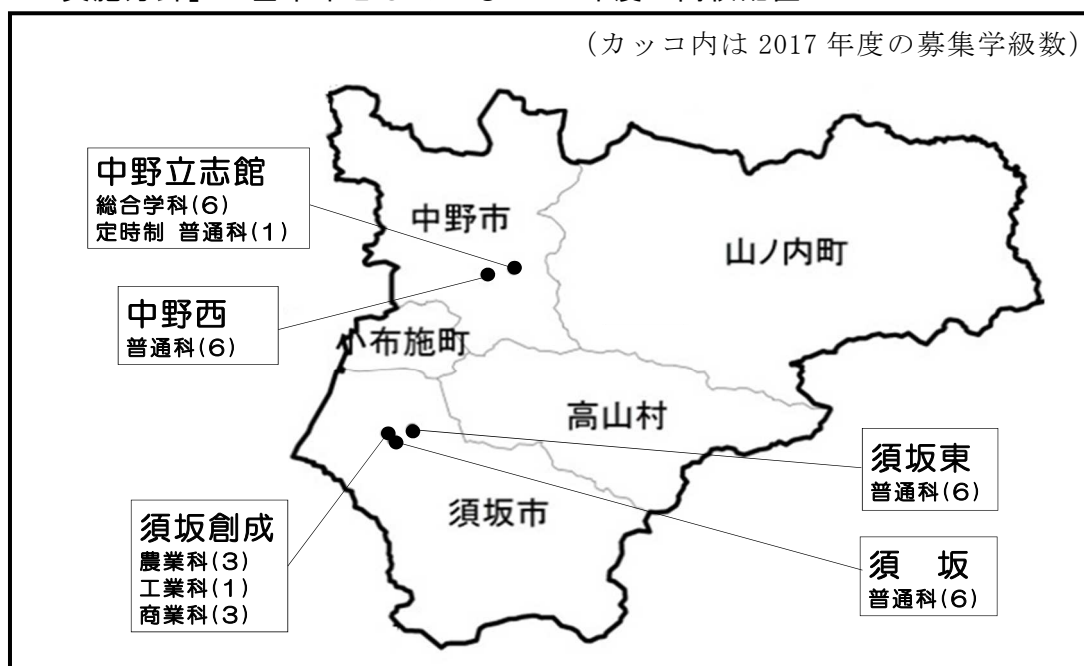 （カッコ内は 2017 年度の募集学級数）
中野立志館
総合学科(6)
定時制 普通科(1)
中野市
山ノ内町
中野西
普通科(6)
小布施町
高山村
須坂東
普通科(6)
須坂市
須坂創成
農業科(3)
工業科(1)
商業科(3)
須　坂
普通科(6)